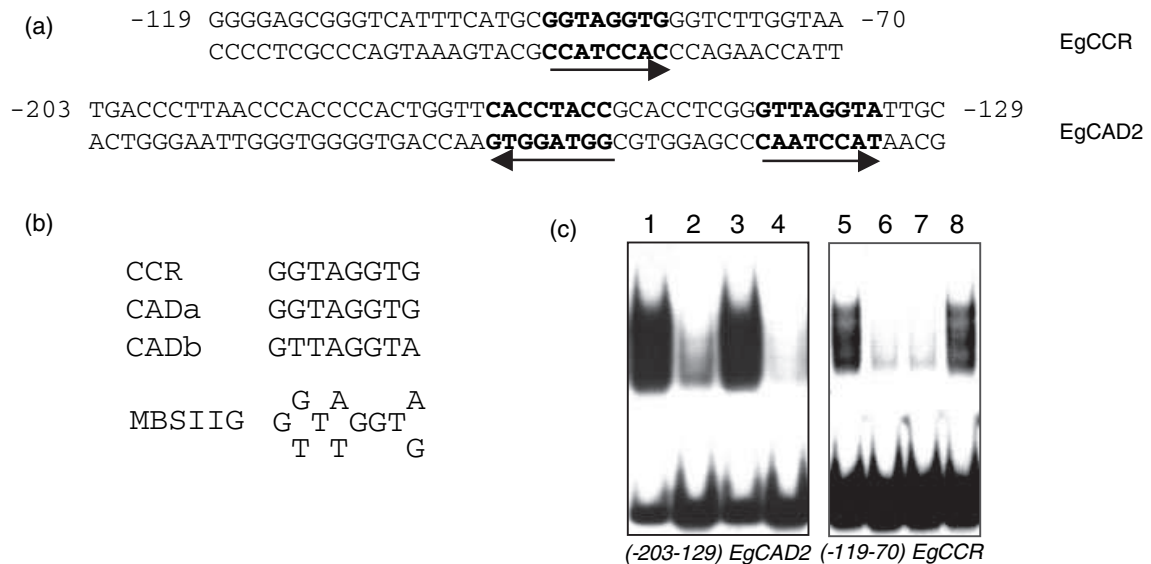 (a)
-119 GGGGAGCGGGTCATTTCATGCGGTAGGTGGGTCTTGGTAA -70
CCCCTCGCCCAGTAAAGTACGCCATCCACCCAGAACCATT
EgCCR
-203 TGACCCTTAACCCACCCCACTGGTTCACCTACCGCACCTCGGGTTAGGTATTGC -129
ACTGGGAATTGGGTGGGGTGACCAAGTGGATGGCGTGGAGCCCAATCCATAACG
EgCAD2
(b)
CCR GGTAGGTG
CADa GGTAGGTG
CADb GTTAGGTA
G A A
MBSIIG G T GGT
T T G
(c)
1 2 3 4 5 6 7 8
(-203-129) EgCAD2 (-119-70) EgCCR